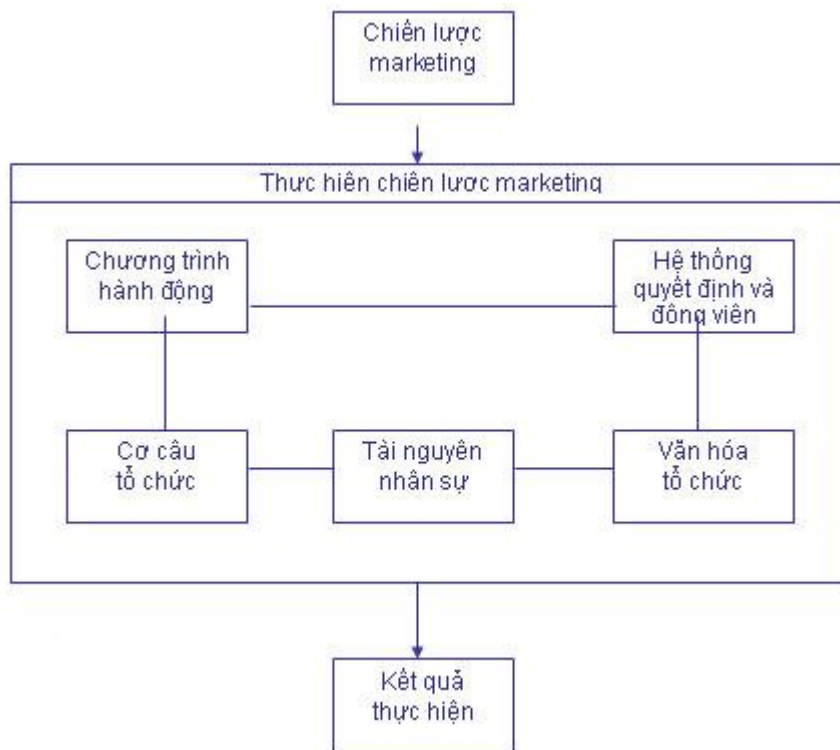 Chiến lược
marketing
Thực hiện chiến lược marketing
Chương trình
hành động
Hệ thống
quyết định và
động viên
Cơ câu
tổ chức
Tài nguyên
nhân sự
Văn hóa
tổ chức
Kết quả
thực hiện